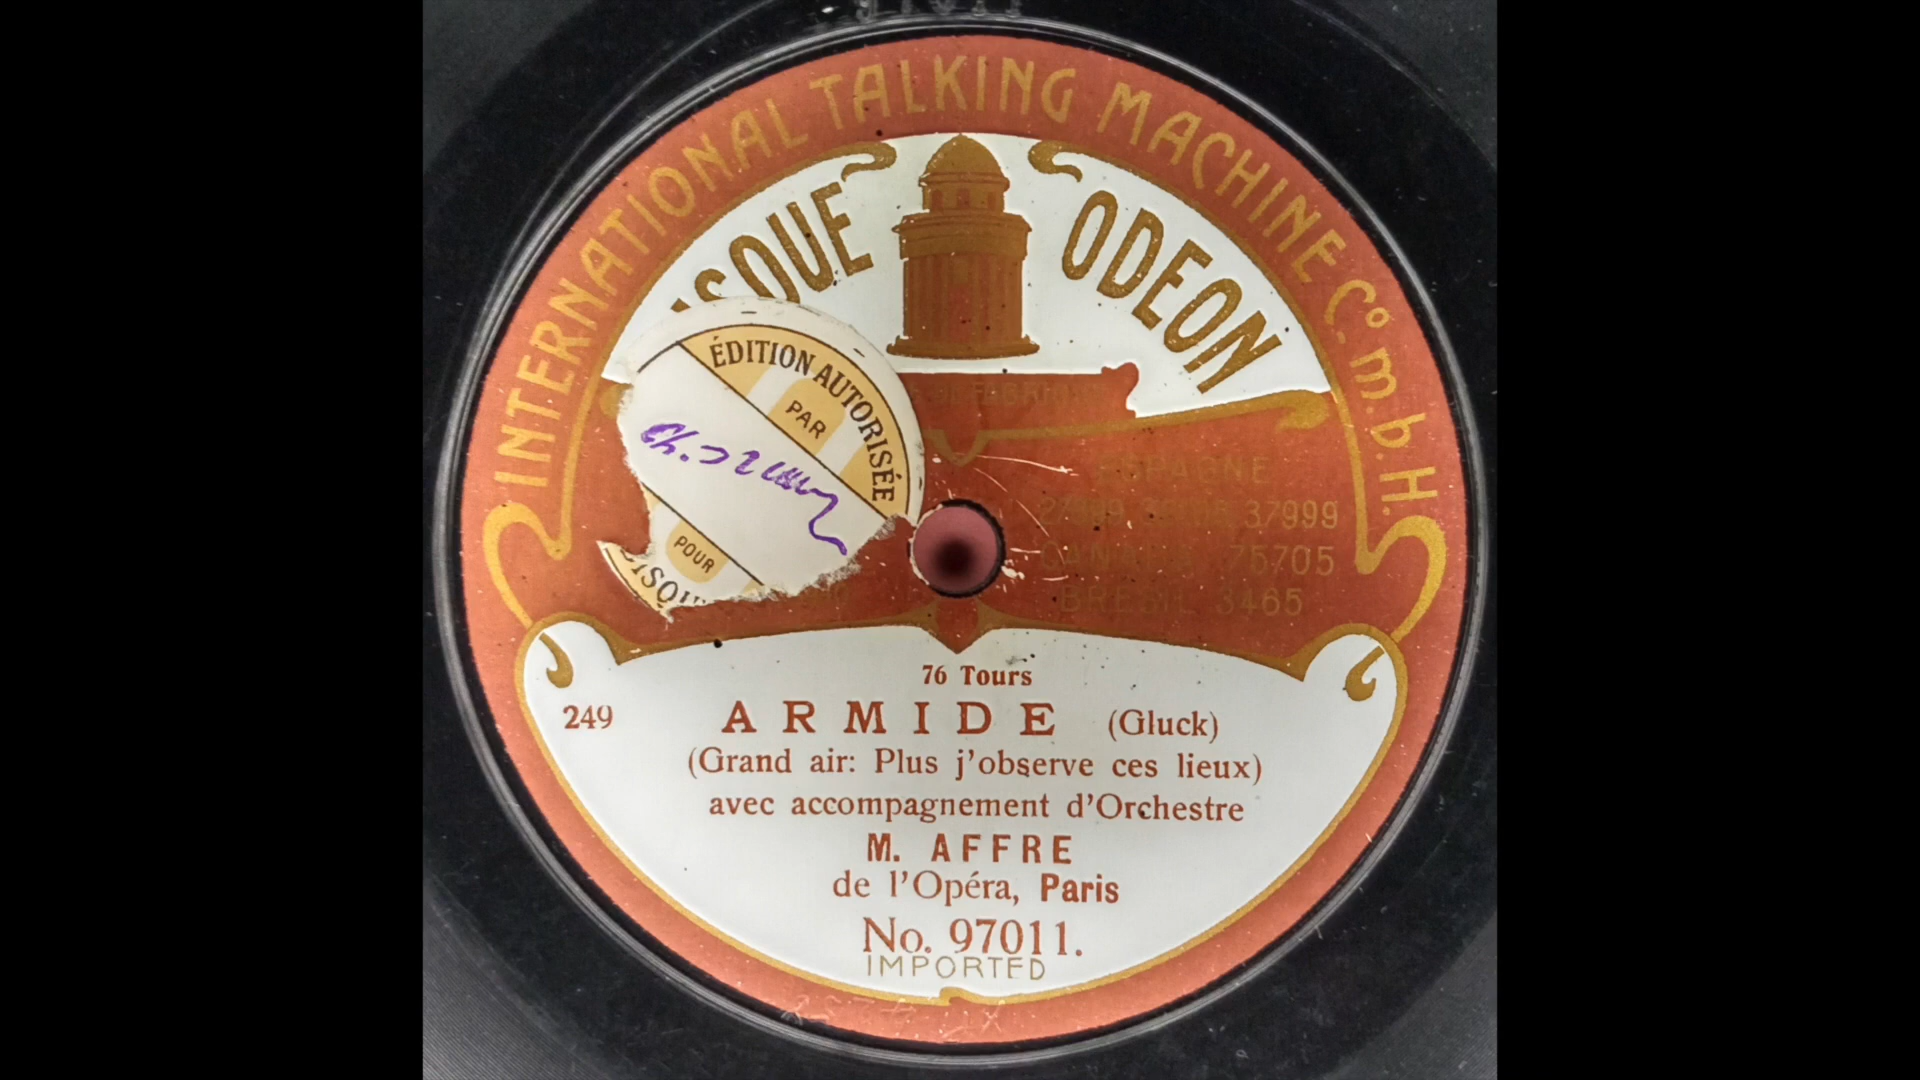 INTERNATIONAL TALKING MACHINE Co. m. b. H.
ODEON
ÉDITION AUTORISÉE
PAR
POUR
ESPAGNE
37999
CANADA 75705
BRESIL 3465
76 Tours
249
ARMIDE (Gluck)
(Grand air: Plus j'observe ces lieux)
avec accompagnement d'Orchestre
M. AFFRE
de l'Opéra, Paris
No. 97011.
IMPORTED